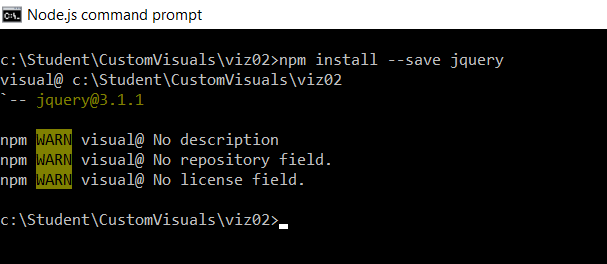 Node.js command prompt
c:\Student\CustomVisuals\viz02>npm install --save jquery
visual@ c:\Student\CustomVisuals\viz02
`-- jquery@3.1.1
npm WARN visual@ No description
npm WARN visual@ No repository field.
npm WARN visual@ No license field.
c:\Student\CustomVisuals\viz02>